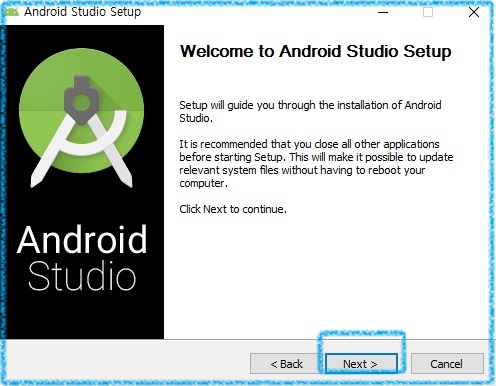 Android Studio Setup
Welcome to Android Studio Setup
Setup will guide you through the installation of Android
Studio.
It is recommended that you close all other applications
before starting Setup. This will make it possible to update
relevant system files without having to reboot your
computer.
Click Next to continue.
Android
Studio
< Back
Next >
Cancel